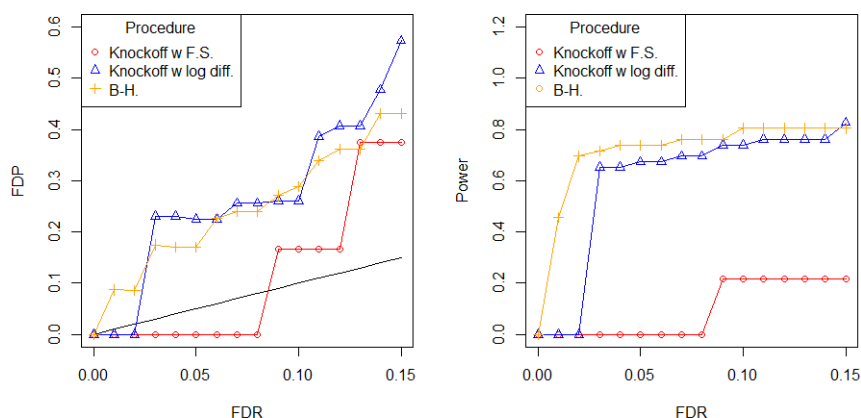 Procedure
Knockoff w F.S.
Knockoff w log diff.
B-H.
FDP
0.0 0.1 0.2 0.3 0.4 0.5 0.6
0.00 0.05 0.10 0.15
FDR
Procedure
Knockoff w F.S.
Knockoff w log diff.
B-H.
Power
0.0 0.2 0.4 0.6 0.8 1.0 1.2
0.00 0.05 0.10 0.15
FDR